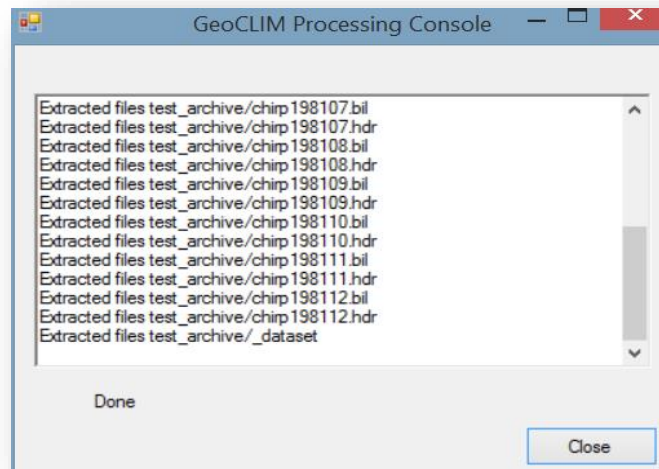 GeoCLIM Processing Console
Extracted files test_archive/chirp198107.bil
Extracted files test_archive/chirp198107.hdr
Extracted files test_archive/chirp198108.bil
Extracted files test_archive/chirp198108.hdr
Extracted files test_archive/chirp198109.bil
Extracted files test_archive/chirp198109.hdr
Extracted files test_archive/chirp198110.bil
Extracted files test_archive/chirp198110.hdr
Extracted files test_archive/chirp198111.bil
Extracted files test_archive/chirp198111.hdr
Extracted files test_archive/chirp198112.bil
Extracted files test_archive/chirp198112.hdr
Extracted files test_archive/_dataset
Done
Close